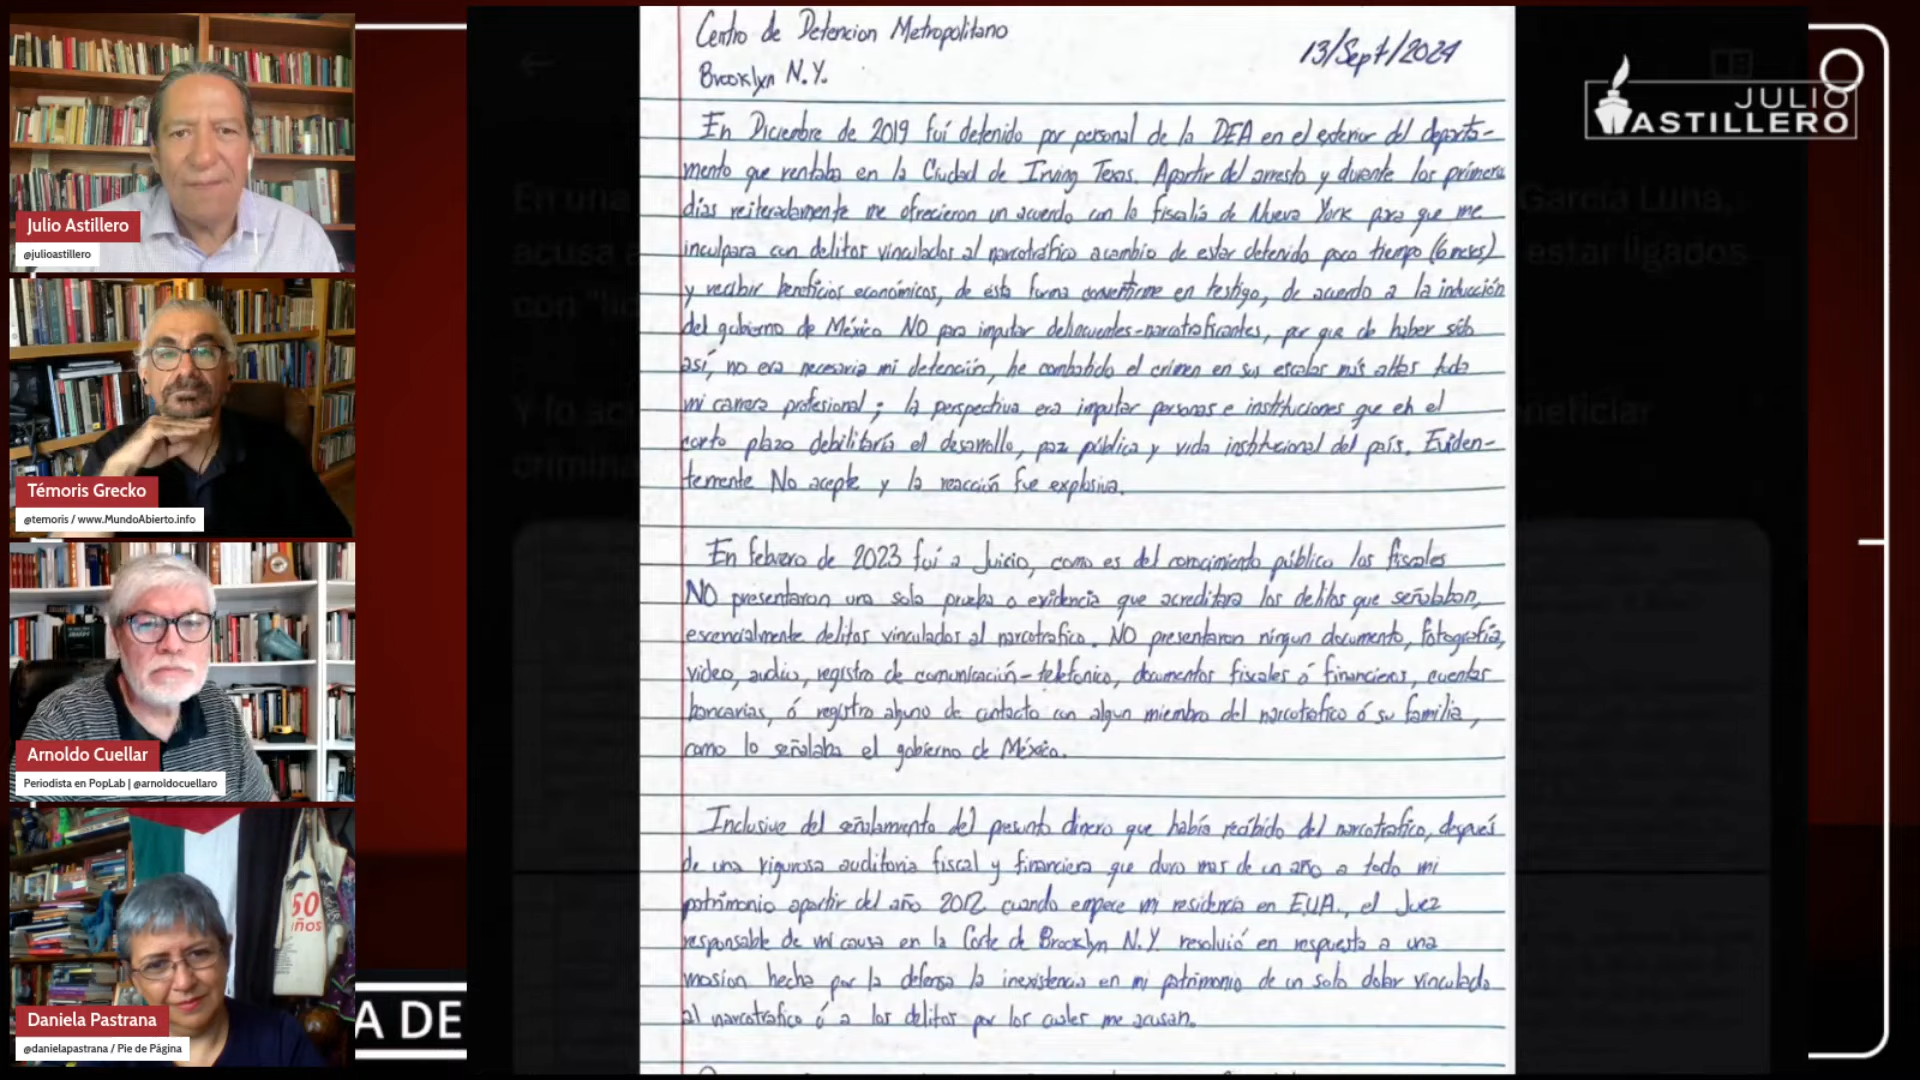 Julio Astillero
@julioastillero
Témoris Grecko
@temoris / www.MundoAbierto.info
Arnoldo Cuellar
Periodista en PopLab | @arnoldocuellaro
50
años
Daniela Pastrana
@danielapastrana / Pie de Página
A DE
JULIO
ASTILLERO
En una
acusa a
con "lí
Y lo ac
crimina
García Luna,
estar ligados
neficiar
Centro de Detencion Metropolitano
Brooklyn N.Y.
13/Sept/2024
En Diciembre de 2019 fuí detenido por personal de la DEA en el exterior del departa-
mento que rentaba en la Ciudad de Irving Texas. Apartir del arresto y durante los primeros
días reiteradamente me ofrecieron un acuerdo con la fiscalía de Nueva York para que me
inculpara con delitos vinculados al narcotráfico acambio de estar detenido poco tiempo (6 meses)
y recibir beneficios económicos, de ésta forma convertirme en testigo, de acuerdo a la inducción
del gobierno de México NO para imputar delincuentes-narcotraficantes, por que de haber sido
así, no era necesaria mi detención, he combatido el crimen en sus escalas más altas toda
mi carrera profesional; la perspectiva era imputar personas e instituciones que en el
corto plazo debilitaría el desarrollo, paz pública y vida institucional del país. Eviden-
temente No acepte y la reacción fue explosiva.
En febrero de 2023 fuí a Juicio, como es del conocimiento público los fiscales
NO presentaron una sola prueba o evidencia que acreditara los delitos que señalaban,
escencialmente delitos vinculados al narcotrafico. NO presentaron ningun documento, fotografía,
video, audio, registro de comunicación-telefonico, documentos fiscales ó financieros, cuentas
bancarias, ó registro alguno de contacto con algun miembro del narcotrafico ó su familia,
como lo señalaba el gobierno de México.
Inclusive del señalamiento del presunto dinero que había recibido del narcotrafico, después
de una rigurosa auditoria fiscal y financiera que duro mas de un año a todo mi
patrimonio apartir del año 2012 cuando empece mi residencia en E.U.A., el Juez
responsable de mi causa en la Corte de Brooklyn N.Y. resolvió en respuesta a una
mosion hecha por la defensa la inexistencia en mi patrimonio de un solo dolar vinculado
al narcotrafico ó a los delitos por los cuales me acusan.